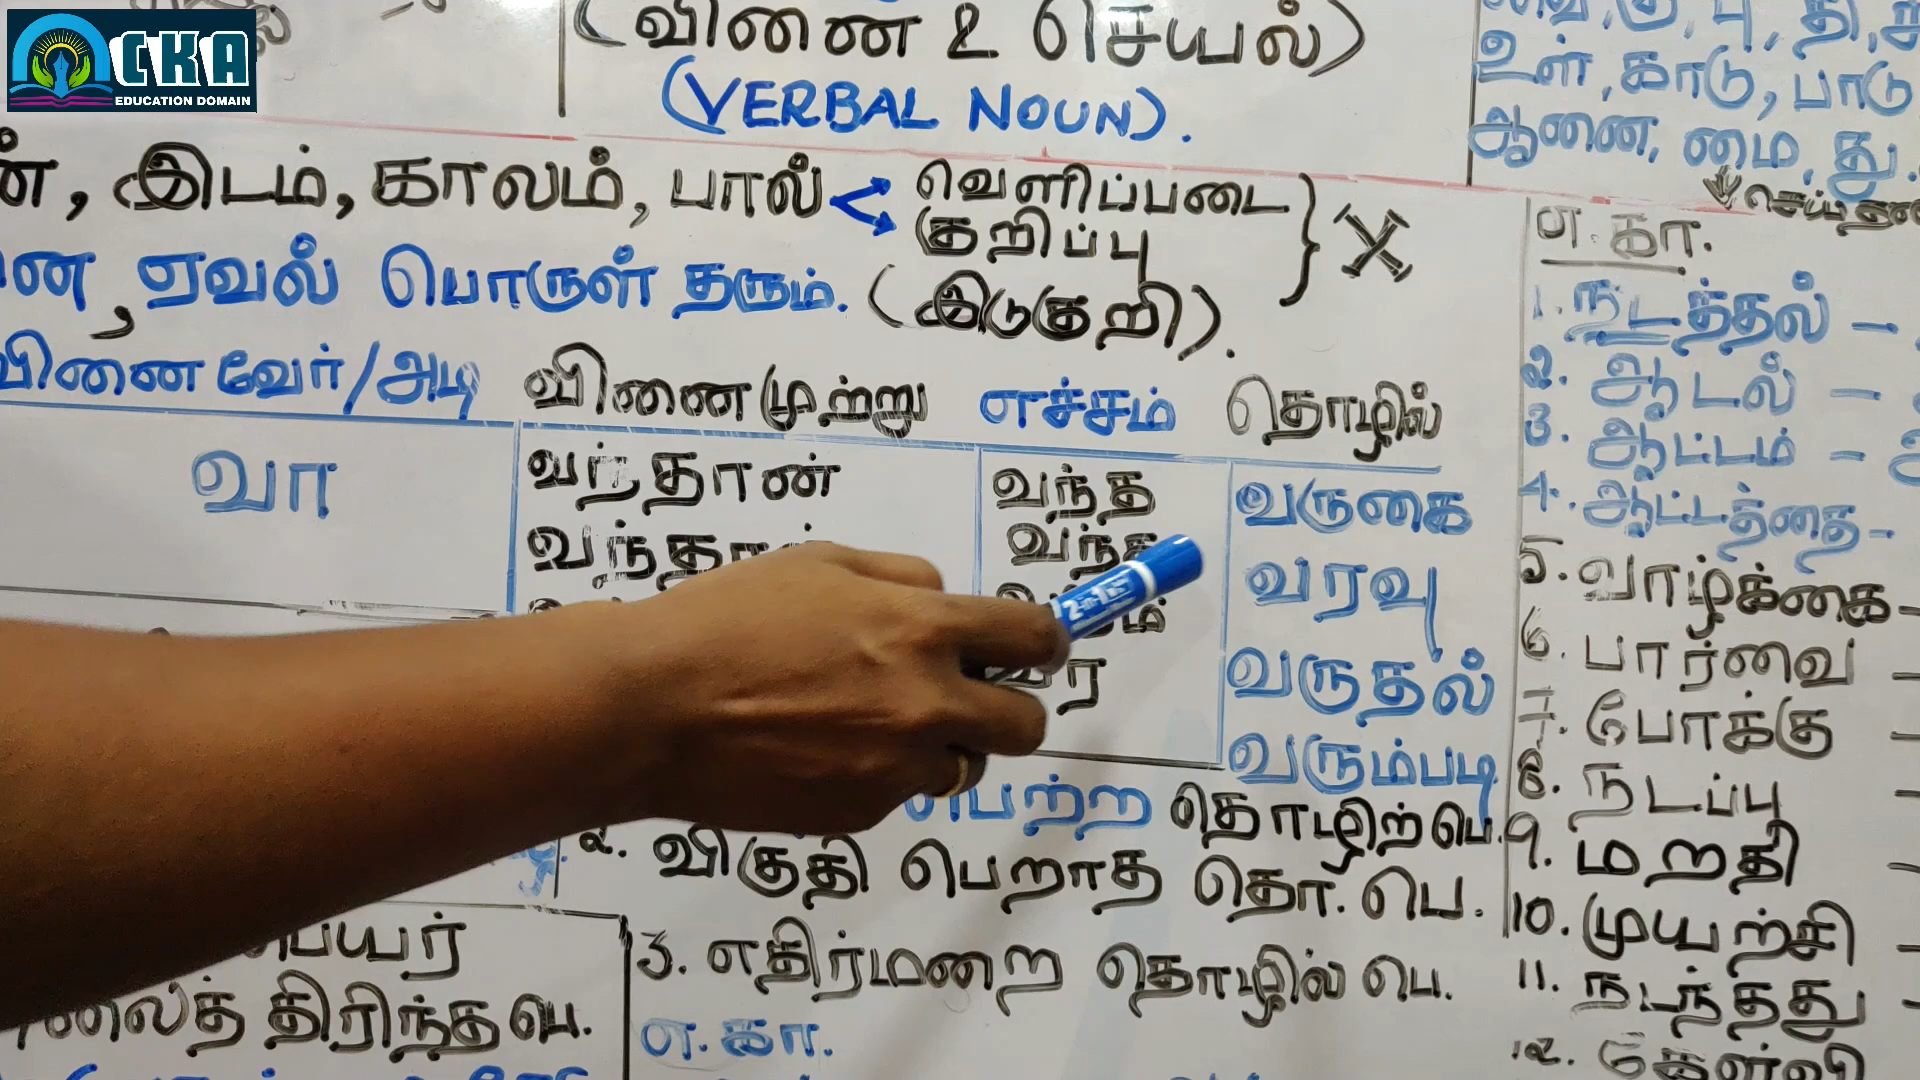 CKA
EDUCATION DOMAIN
(வினை உ செயல்)
(VERBAL NOUN).
உள், காடு, பாடு
ஆனை, மை, து.
இடம், காலம், பால்
வெளிப்படை
குறிப்பு
(இடுகுறி).
X
ஏவல் பொருள் தரும்.
வினை வேர்/அடி
வினைமுற்று
எச்சம்
தொழில்
வா
வந்தான்
வந்த
வர
வருகை
வரவு
வருதல்
வரும்படி
பெற்ற தொழிற்பெ.
2. விகுதி பெறாத தொ. பெ.
3. எதிர்மறை தொழில் பெ.
எ.கா.
பெயர்
திரிந்த பெ.
எ.கா.
1. நடத்தல் -
2. ஆடல் -
3. ஆட்டம் -
4. ஆட்டத்தை -
5. வாழ்க்கை -
6. பார்வை -
7. போக்கு -
8. நடப்பு -
9. மறதி -
10. முயற்சி -
11. நடந்தது -
12. கேள்வி